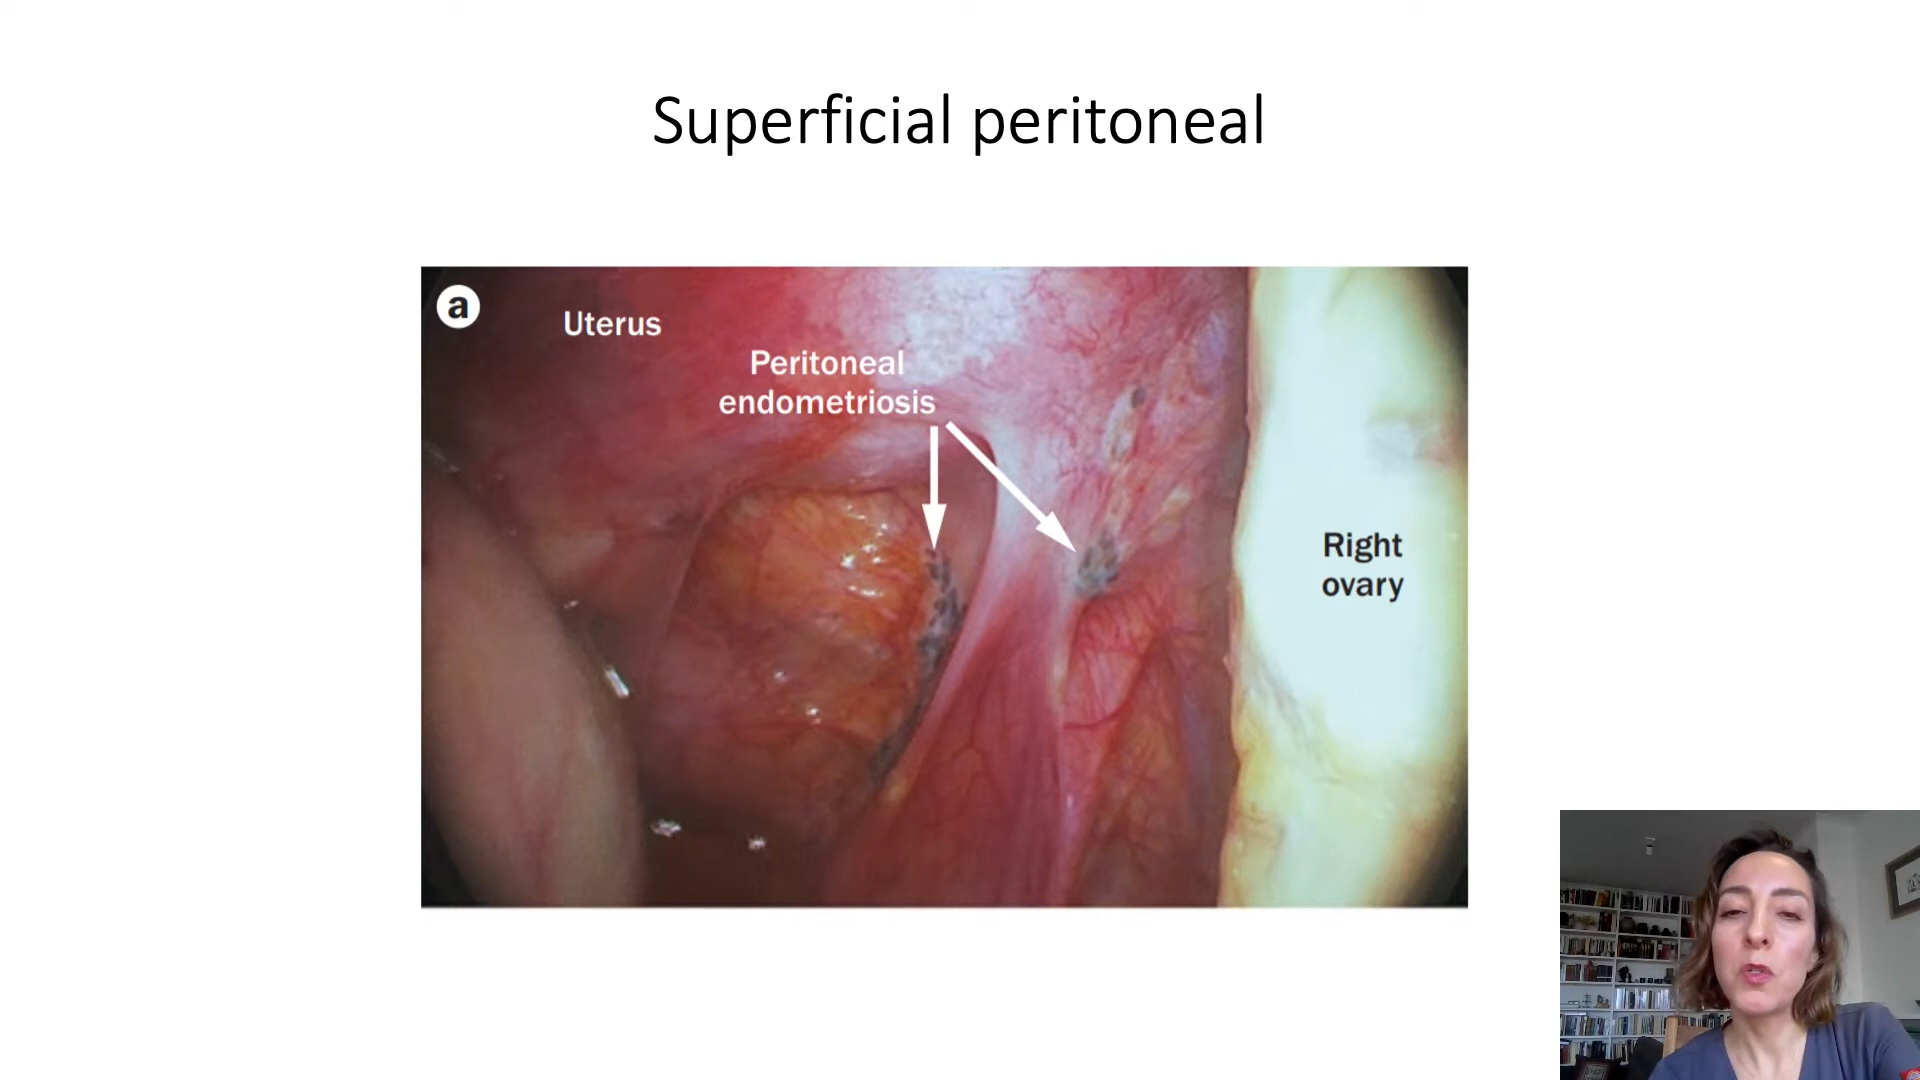 Superficial peritoneal
a
Uterus
Peritoneal
endometriosis
Right
ovary